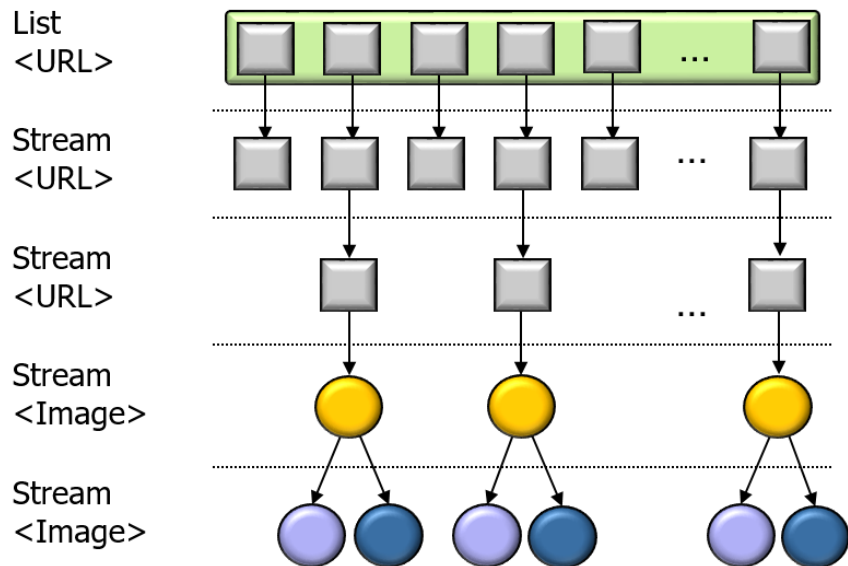 List
<URL>
...
Stream
<URL>
...
Stream
<URL>
...
Stream
<Image>
Stream
<Image>